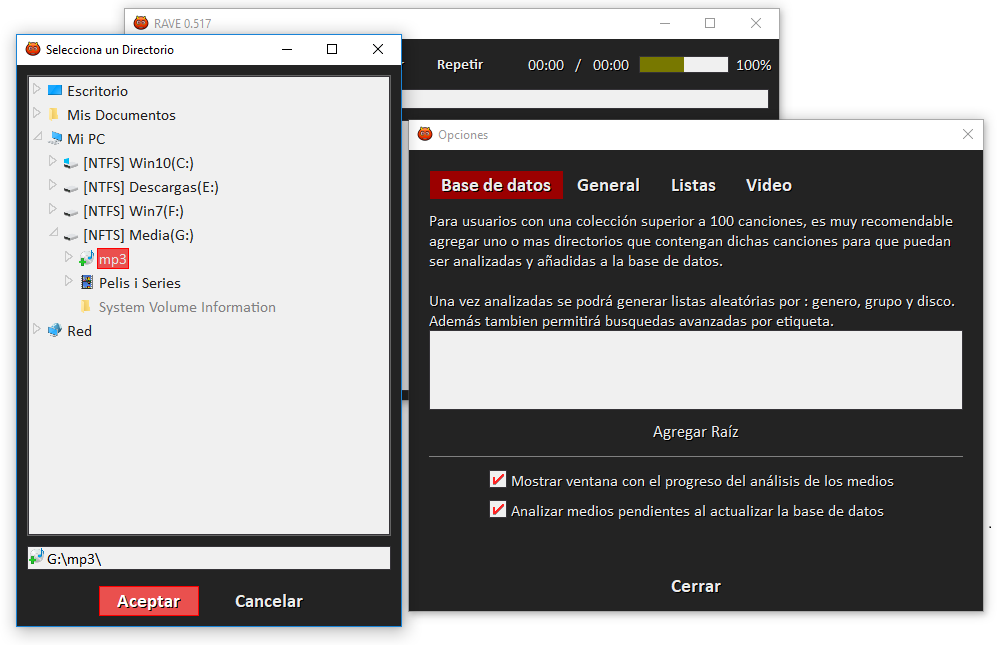 RAVE 0.517
Repetir
00:00 / 00:00
100%
Selecciona un Directorio
Escritorio
Mis Documentos
Mi PC
[NTFS] Win10(C:)
[NTFS] Descargas(E:)
[NTFS] Win7(F:)
[NFTS] Media(G:)
mp3
Pelis i Series
System Volume Information
Red
G:\mp3\
Aceptar
Cancelar
Opciones
Base de datos
General
Listas
Video
Para usuarios con una colección superior a 100 canciones, es muy recomendable
agregar uno o mas directorios que contengan dichas canciones para que puedan
ser analizadas y añadidas a la base de datos.
Una vez analizadas se podrá generar listas aleatórias por : genero, grupo y disco.
Además tambien permitirá busquedas avanzadas por etiqueta.
Agregar Raíz
Mostrar ventana con el progreso del análisis de los medios
Analizar medios pendientes al actualizar la base de datos
Cerrar
.